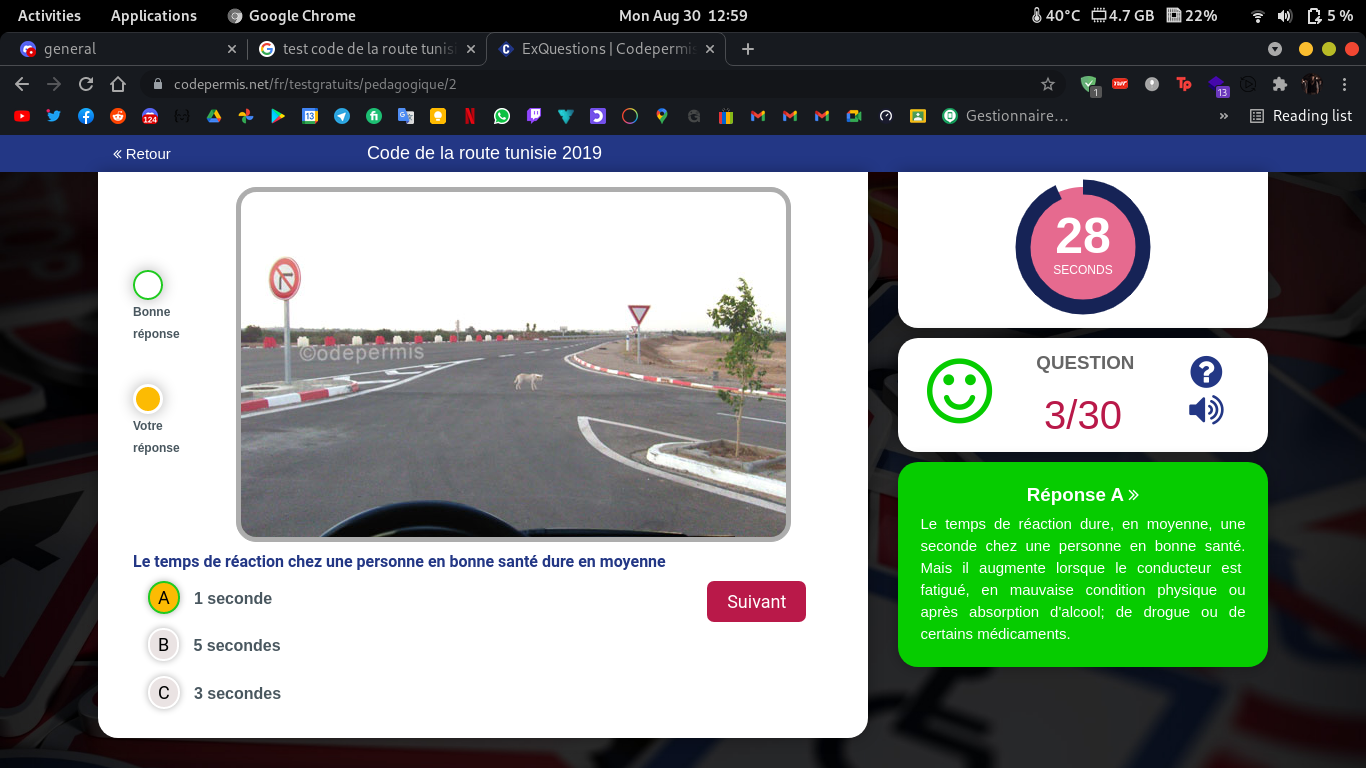 Activities Applications Google Chrome Mon Aug 30 12:59 40°C 4.7 GB 22% 5 %
general test code de la route tunisi ExQuestions | Codepermis
codepermis.net/fr/testgratuits/pedagogique/2
1 13
124 13 Gestionnaire… » Reading list
« Retour Code de la route tunisie 2019
28
SECONDS
Bonne
réponse
Votre
réponse
©odepermis
QUESTION
3/30
Réponse A »
Le temps de réaction dure, en moyenne, une
seconde chez une personne en bonne santé.
Mais il augmente lorsque le conducteur est
fatigué, en mauvaise condition physique ou
après absorption d'alcool; de drogue ou de
certains médicaments.
Le temps de réaction chez une personne en bonne santé dure en moyenne
A 1 seconde
Suivant
B 5 secondes
C 3 secondes